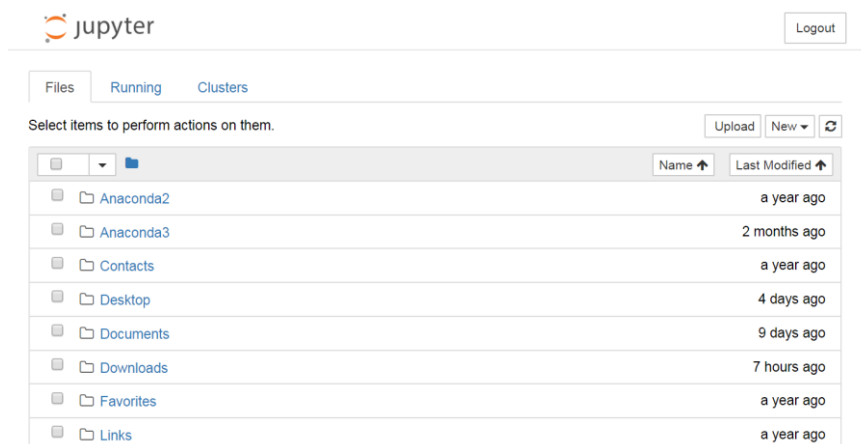 jupyter Logout
Files Running Clusters
Select items to perform actions on them. Upload New
Name Last Modified
Anaconda2 a year ago
Anaconda3 2 months ago
Contacts a year ago
Desktop 4 days ago
Documents 9 days ago
Downloads 7 hours ago
Favorites a year ago
Links a year ago